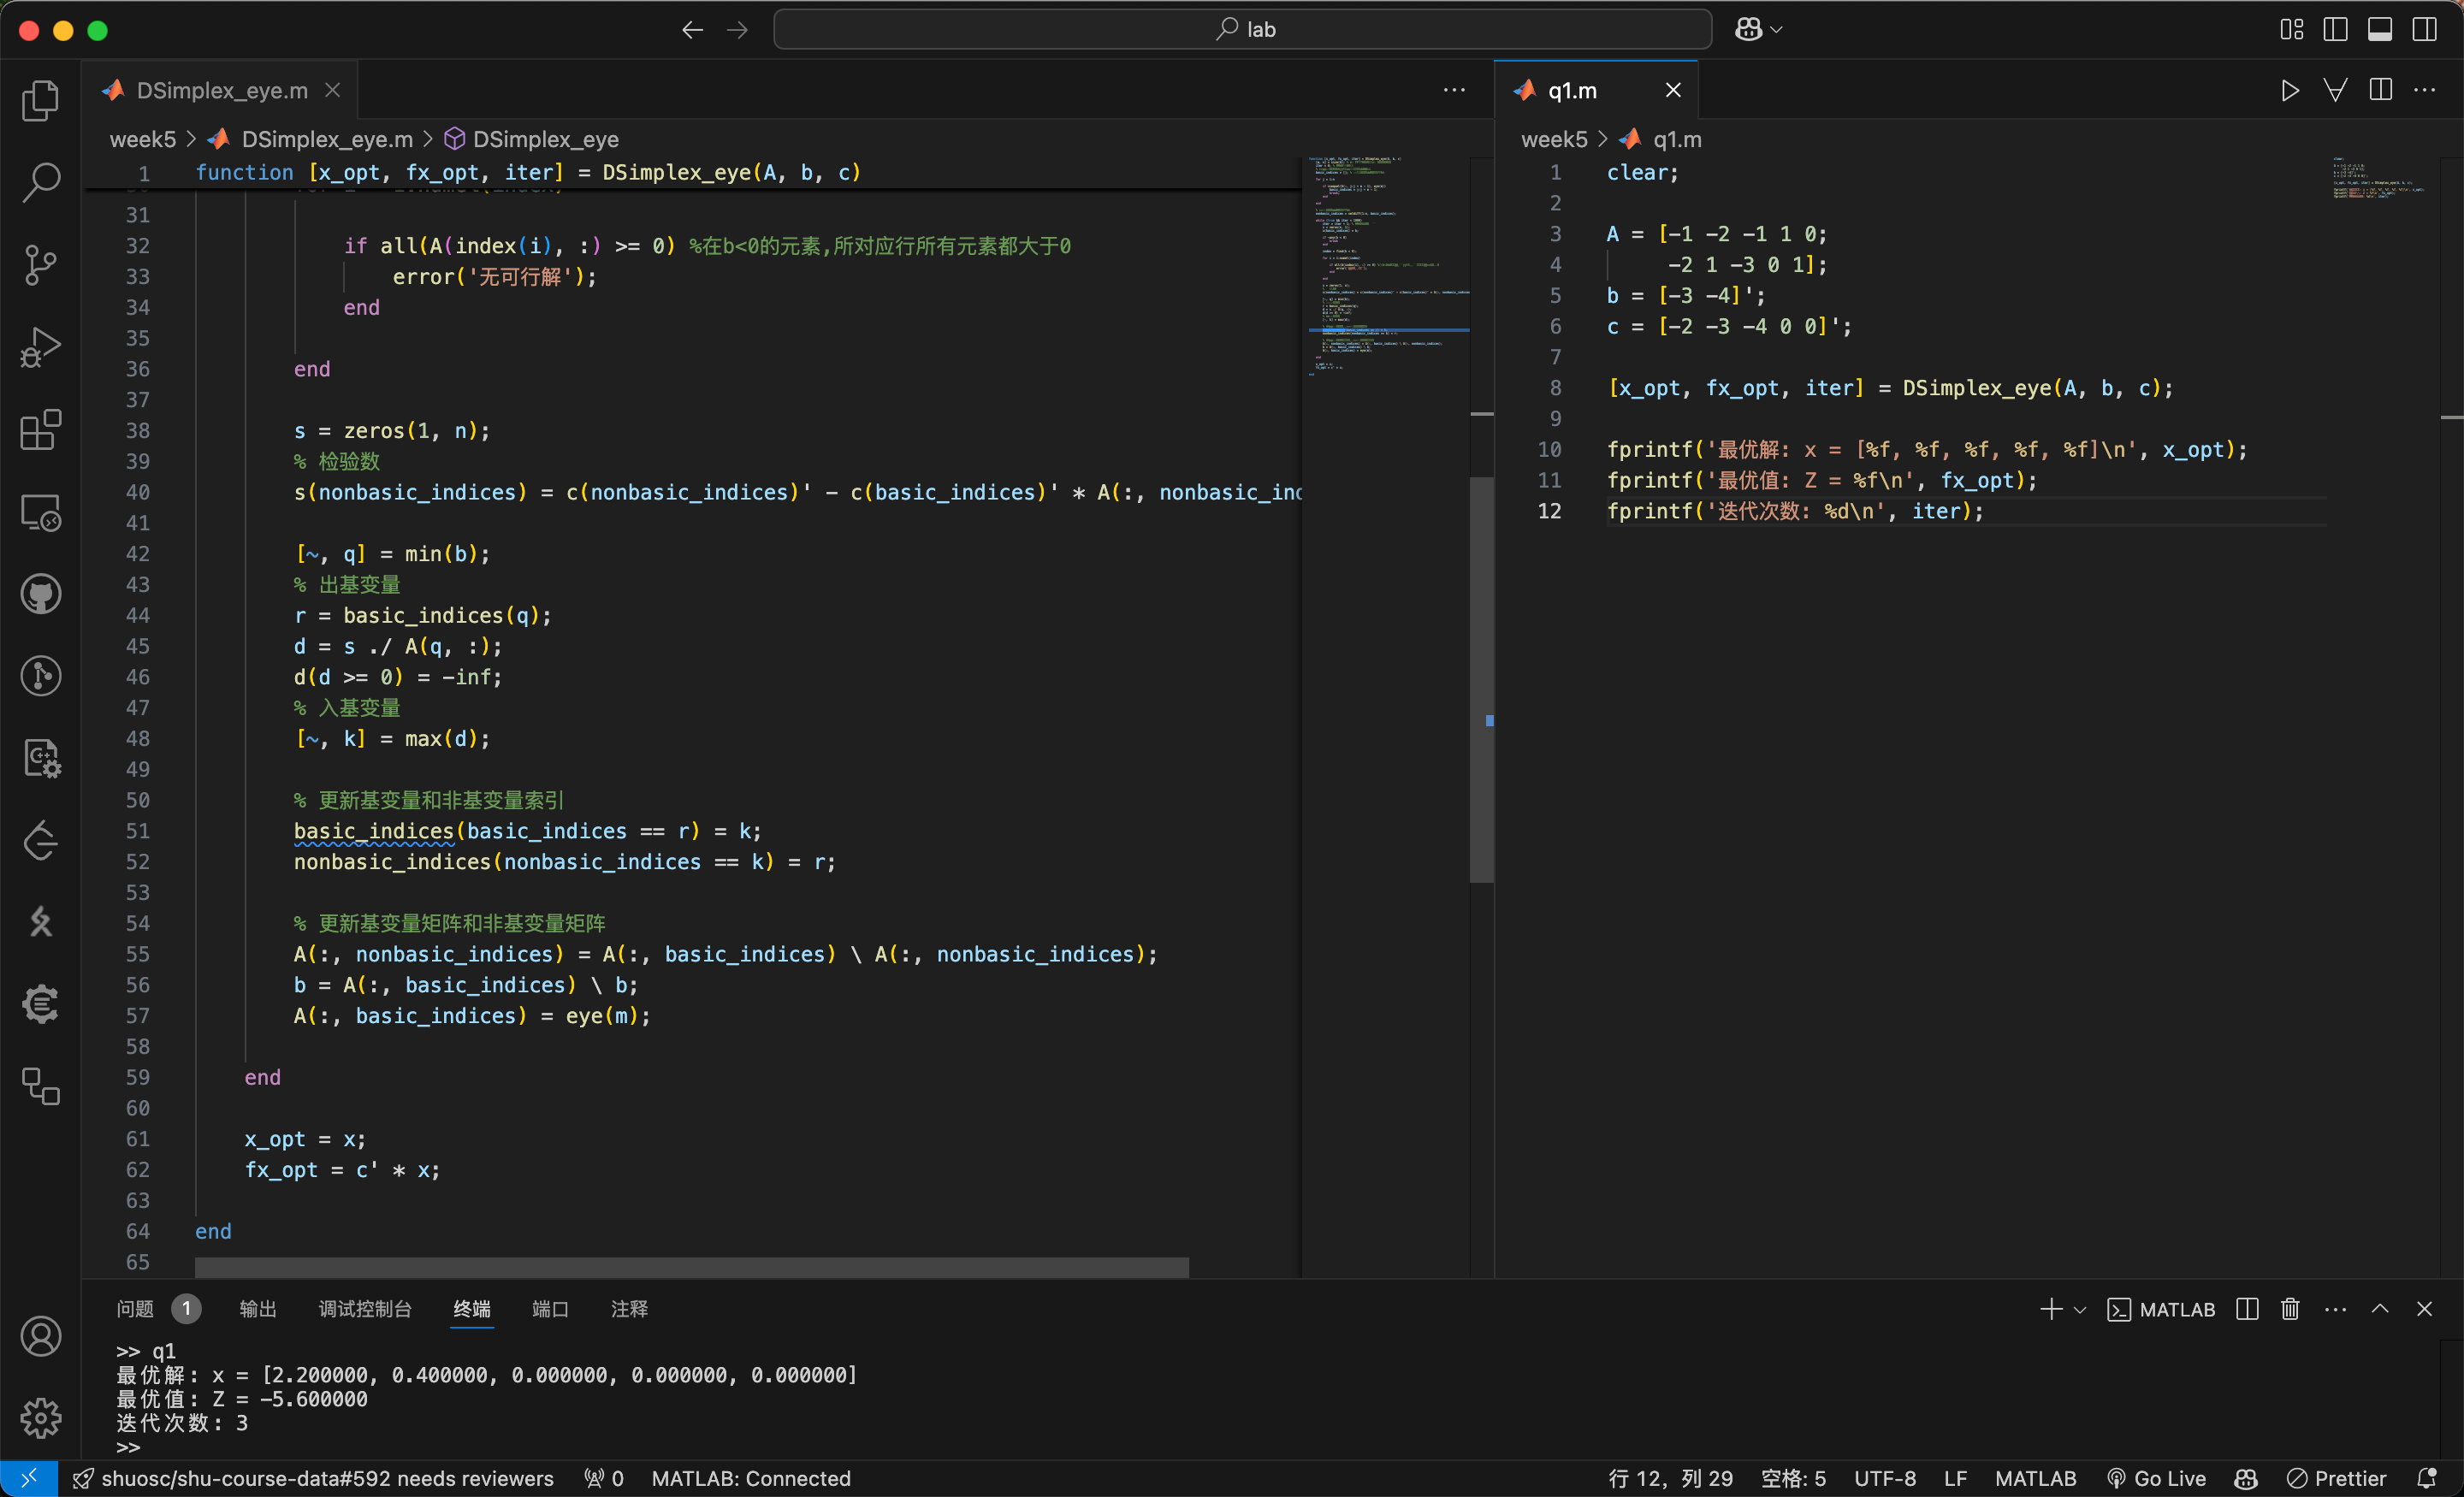 lab
DSimplex_eye.m
week5 > DSimplex_eye.m > DSimplex_eye
1 function [x_opt, fx_opt, iter] = DSimplex_eye(A, b, c)
31
32 if all(A(index(i), :) >= 0) %在b<0的元素,所对应行所有元素都大于0
33 error('无可行解');
34 end
35
36 end
37
38 s = zeros(1, n);
39 % 检验数
40 s(nonbasic_indices) = c(nonbasic_indices)' - c(basic_indices)' * A(:, nonbasic_ind
41
42 [~, q] = min(b);
43 % 出基变量
44 r = basic_indices(q);
45 d = s ./ A(q, :);
46 d(d >= 0) = -inf;
47 % 入基变量
48 [~, k] = max(d);
49
50 % 更新基变量和非基变量索引
51 basic_indices(basic_indices == r) = k;
52 nonbasic_indices(nonbasic_indices == k) = r;
53
54 % 更新基变量矩阵和非基变量矩阵
55 A(:, nonbasic_indices) = A(:, basic_indices) \ A(:, nonbasic_indices);
56 b = A(:, basic_indices) \ b;
57 A(:, basic_indices) = eye(m);
58
59 end
60
61 x_opt = x;
62 fx_opt = c' * x;
63
64 end
65
q1.m
week5 > q1.m
1 clear;
2
3 A = [-1 -2 -1 1 0;
4 -2 1 -3 0 1];
5 b = [-3 -4]';
6 c = [-2 -3 -4 0 0]';
7
8 [x_opt, fx_opt, iter] = DSimplex_eye(A, b, c);
9
10 fprintf('最优解: x = [%f, %f, %f, %f, %f]\n', x_opt);
11 fprintf('最优值: Z = %f\n', fx_opt);
12 fprintf('迭代次数: %d\n', iter);
问题 1 输出 调试控制台 终端 端口 注释 MATLAB
>> q1
最优解: x = [2.200000, 0.400000, 0.000000, 0.000000, 0.000000]
最优值: Z = -5.600000
迭代次数: 3
>>
shuosc/shu-course-data#592 needs reviewers 0 MATLAB: Connected 行 12, 列 29 空格: 5 UTF-8 LF MATLAB Go Live Prettier